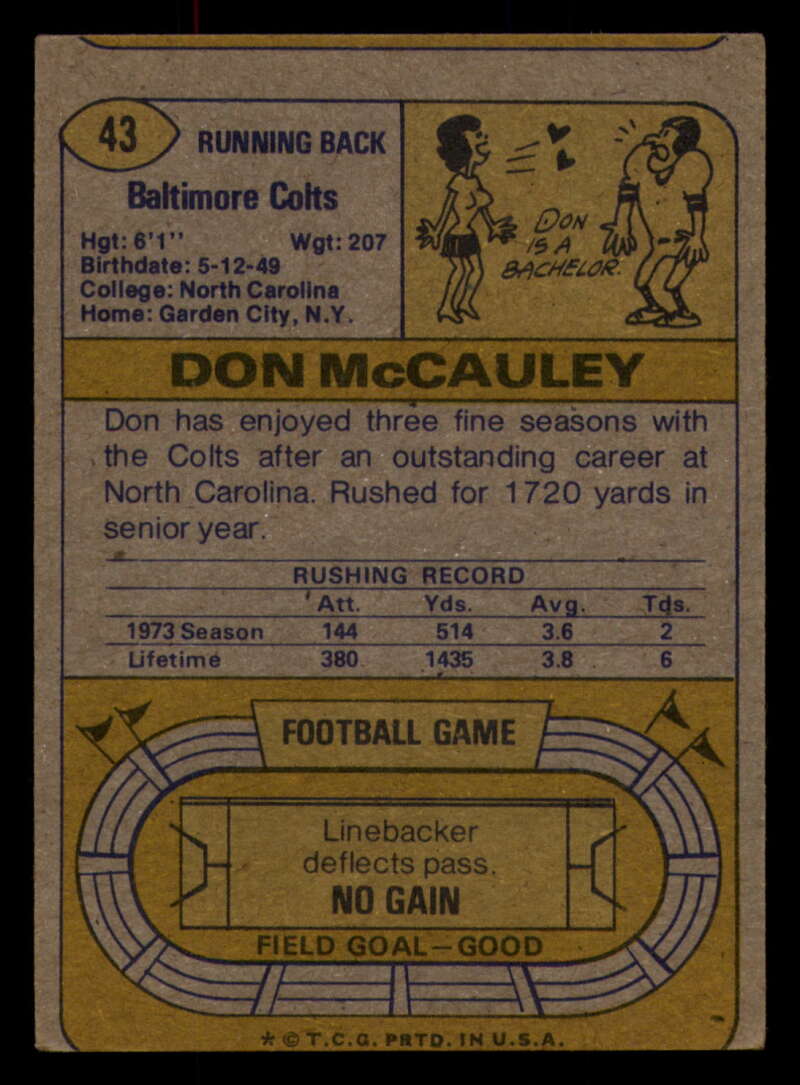 43
RUNNING BACK
Baltimore Colts
Hgt: 6'1" Wgt: 207
Birthdate: 5-12-49
College: North Carolina
Home: Garden City, N.Y.
DON
IS A
BACHELOR.
DON McCAULEY
Don has enjoyed three fine seasons with
the Colts after an outstanding career at
North Carolina. Rushed for 1720 yards in
senior year.
RUSHING RECORD
Att. Yds. Avg. Tds.
1973 Season 144 514 3.6 2
Lifetime 380 1435 3.8 6
FOOTBALL GAME
Linebacker
deflects pass.
NO GAIN
FIELD GOAL—GOOD
* © T.C.G. PRTD. IN U.S.A.